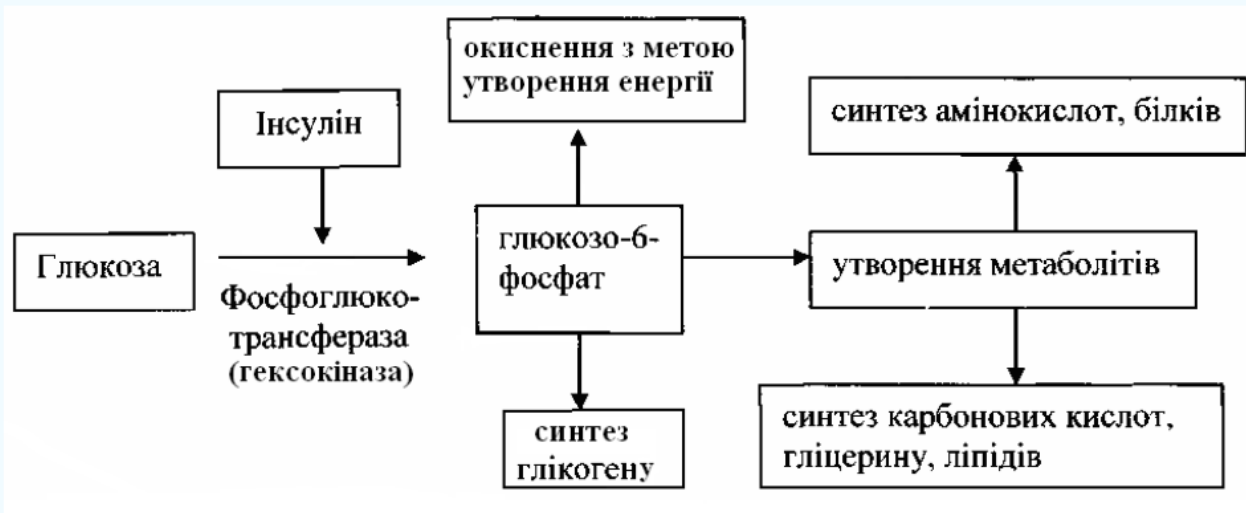 окиснення з метою
утворення енергії
Інсулін
синтез амінокислот, білків
Глюкоза
Фосфоглюко-
трансфераза
(гексокіназа)
глюкозо-6-
фосфат
утворення метаболітів
синтез
глікогену
синтез карбонових кислот,
гліцерину, ліпідів